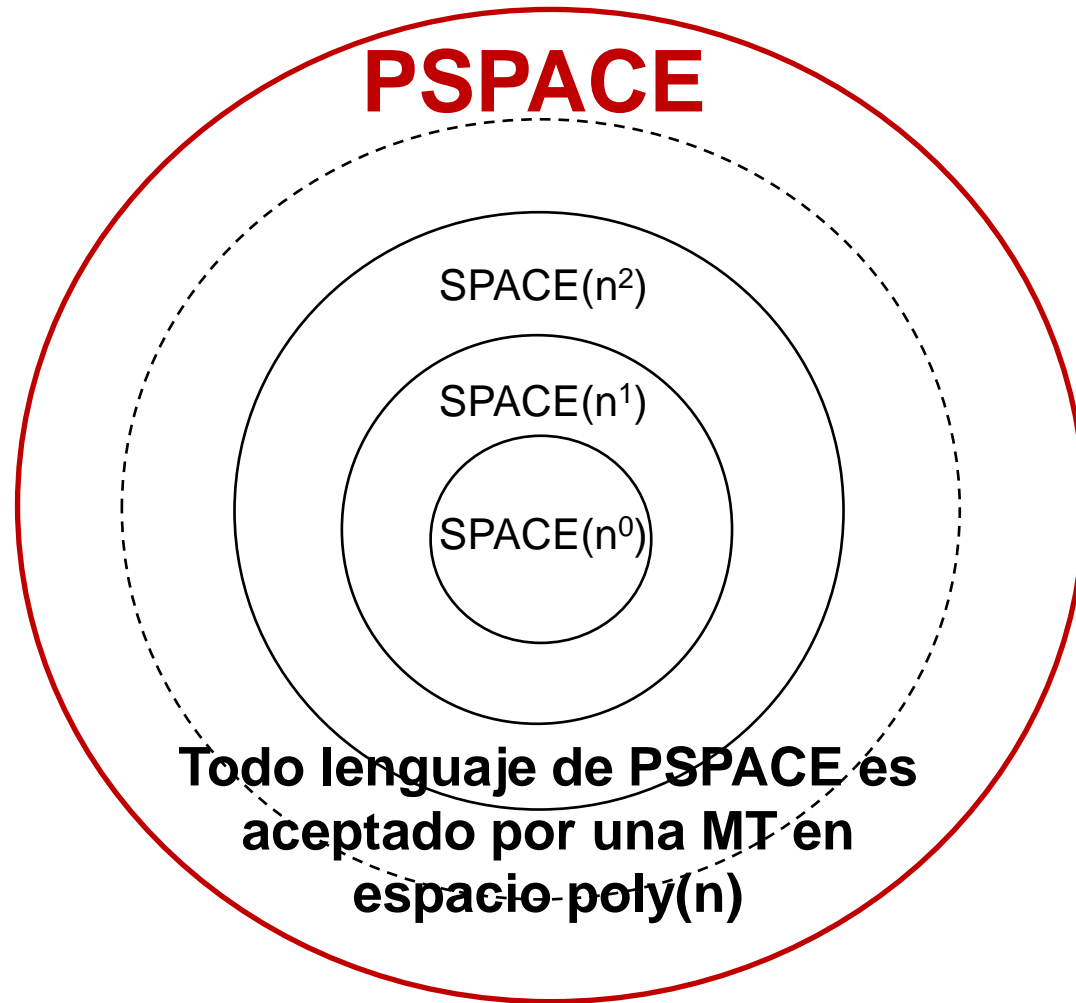 PSPACE
SPACE(n²)
SPACE(n¹)
SPACE(n⁰)
Todo lenguaje de PSPACE es
aceptado por una MT en
espacio poly(n)